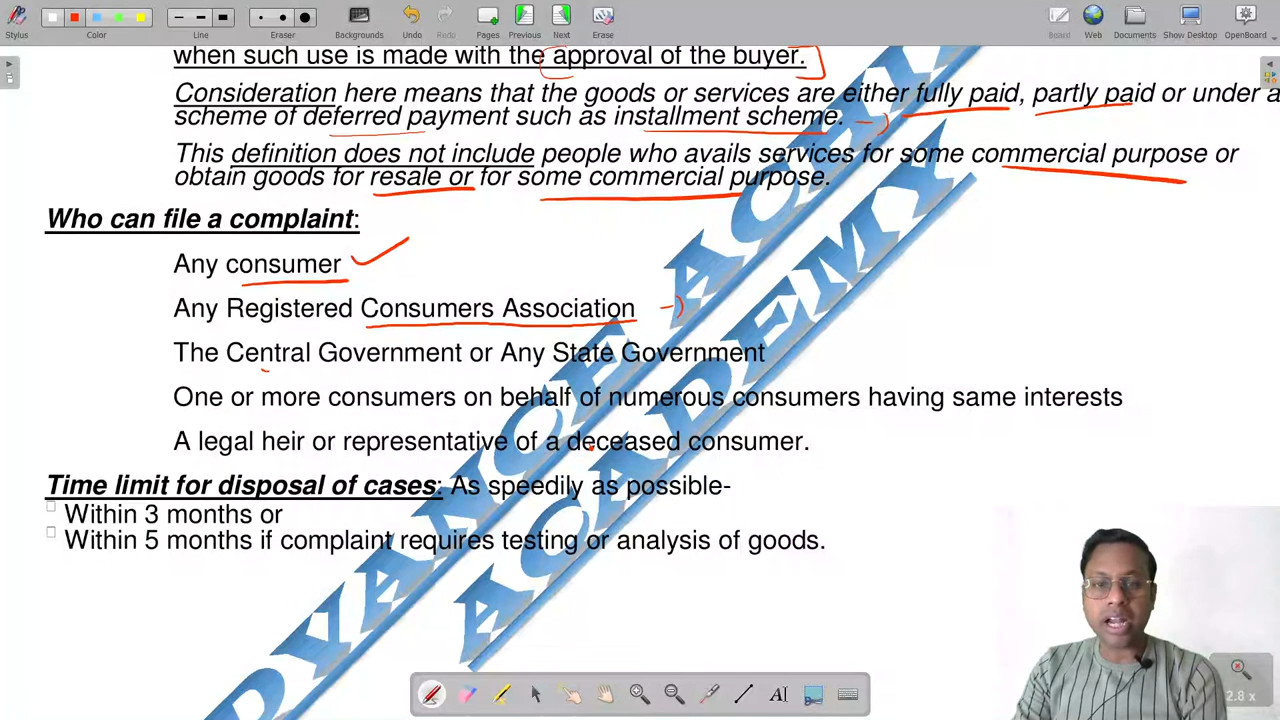 Stylus Color Line Eraser Backgrounds Undo Redo Pages Previous Next Erase Board Web Documents Show Desktop OpenBoard
when such use is made with the approval of the buyer.
Consideration here means that the goods or services are either fully paid, partly paid or under a
scheme of deferred payment such as installment scheme.
This definition does not include people who avails services for some commercial purpose or
obtain goods for resale or for some commercial purpose.
Who can file a complaint:
Any consumer
Any Registered Consumers Association
The Central Government or Any State Government
One or more consumers on behalf of numerous consumers having same interests
A legal heir or representative of a deceased consumer.
Time limit for disposal of cases: As speedily as possible-
Within 3 months or
Within 5 months if complaint requires testing or analysis of goods.
ACADEMY
2.8 x